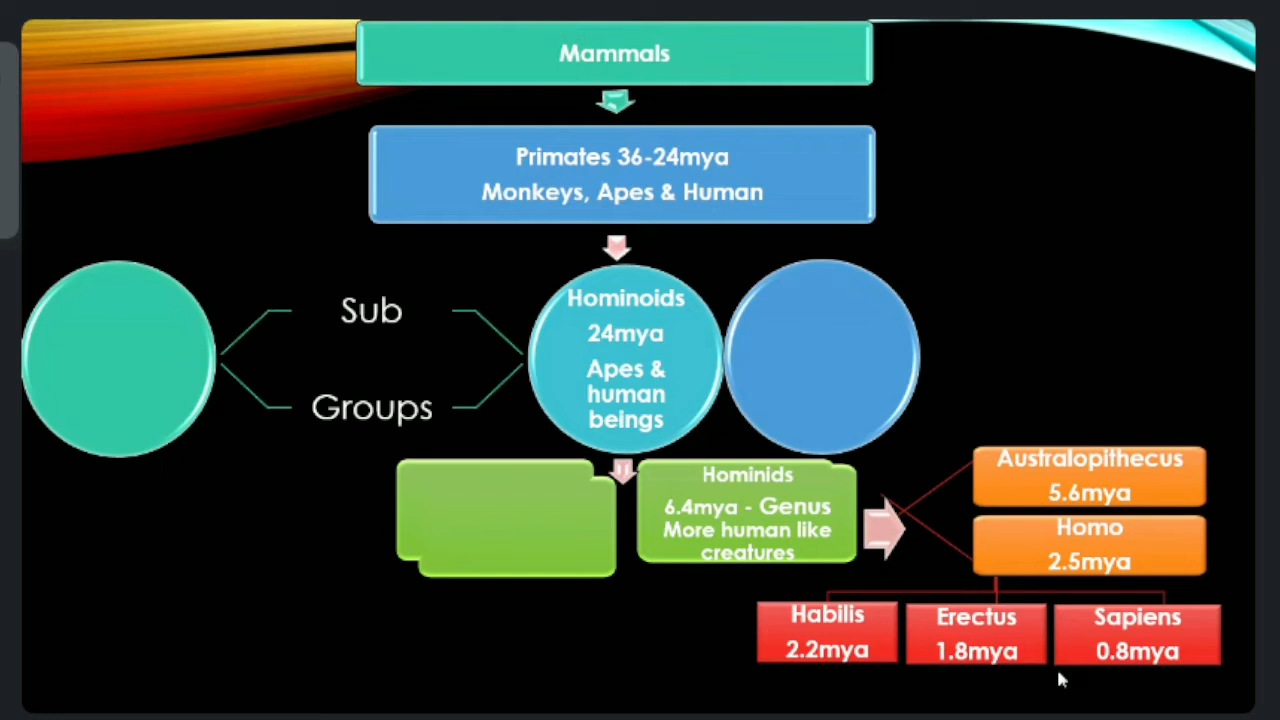 Mammals
Primates 36-24mya
Monkeys, Apes & Human
Sub
Groups
Hominoids
24mya
Apes &
human
beings
Hominids
6.4mya - Genus
More human like
creatures
Australopithecus
5.6mya
Homo
2.5mya
Habilis
2.2mya
Erectus
1.8mya
Sapiens
0.8mya